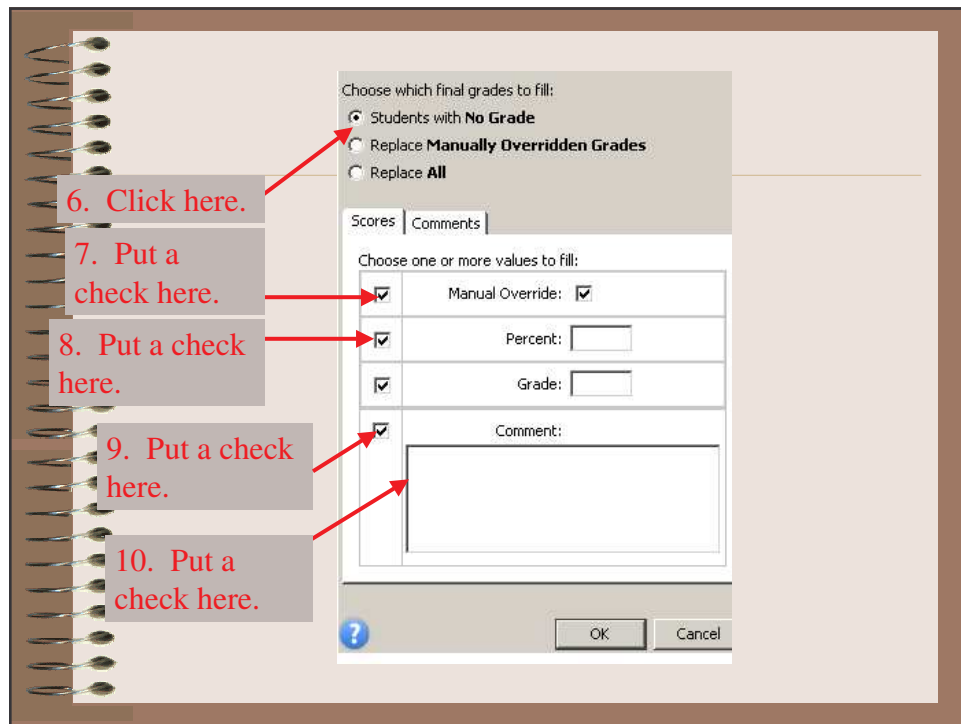 Choose which final grades to fill:
Students with No Grade
Replace Manually Overridden Grades
Replace All
6. Click here.
Scores Comments
7. Put a
check here.
Choose one or more values to fill:
Manual Override:
8. Put a check
here.
Percent:
Grade:
9. Put a check
here.
Comment:
10. Put a
check here.
? OK Cancel